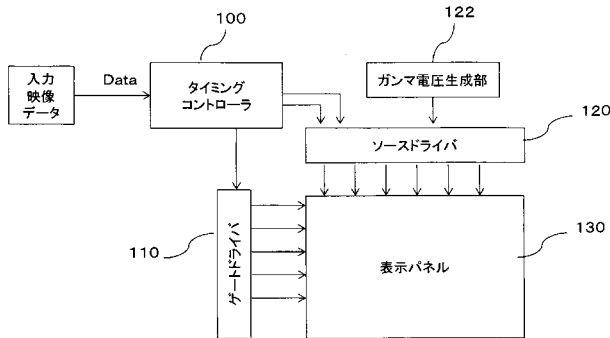 100
122
入力
映像
データ
Data
タイミング
コントローラ
ガンマ電圧生成部
120
ソースドライバ
110
ゲートドライバ
130
表示パネル